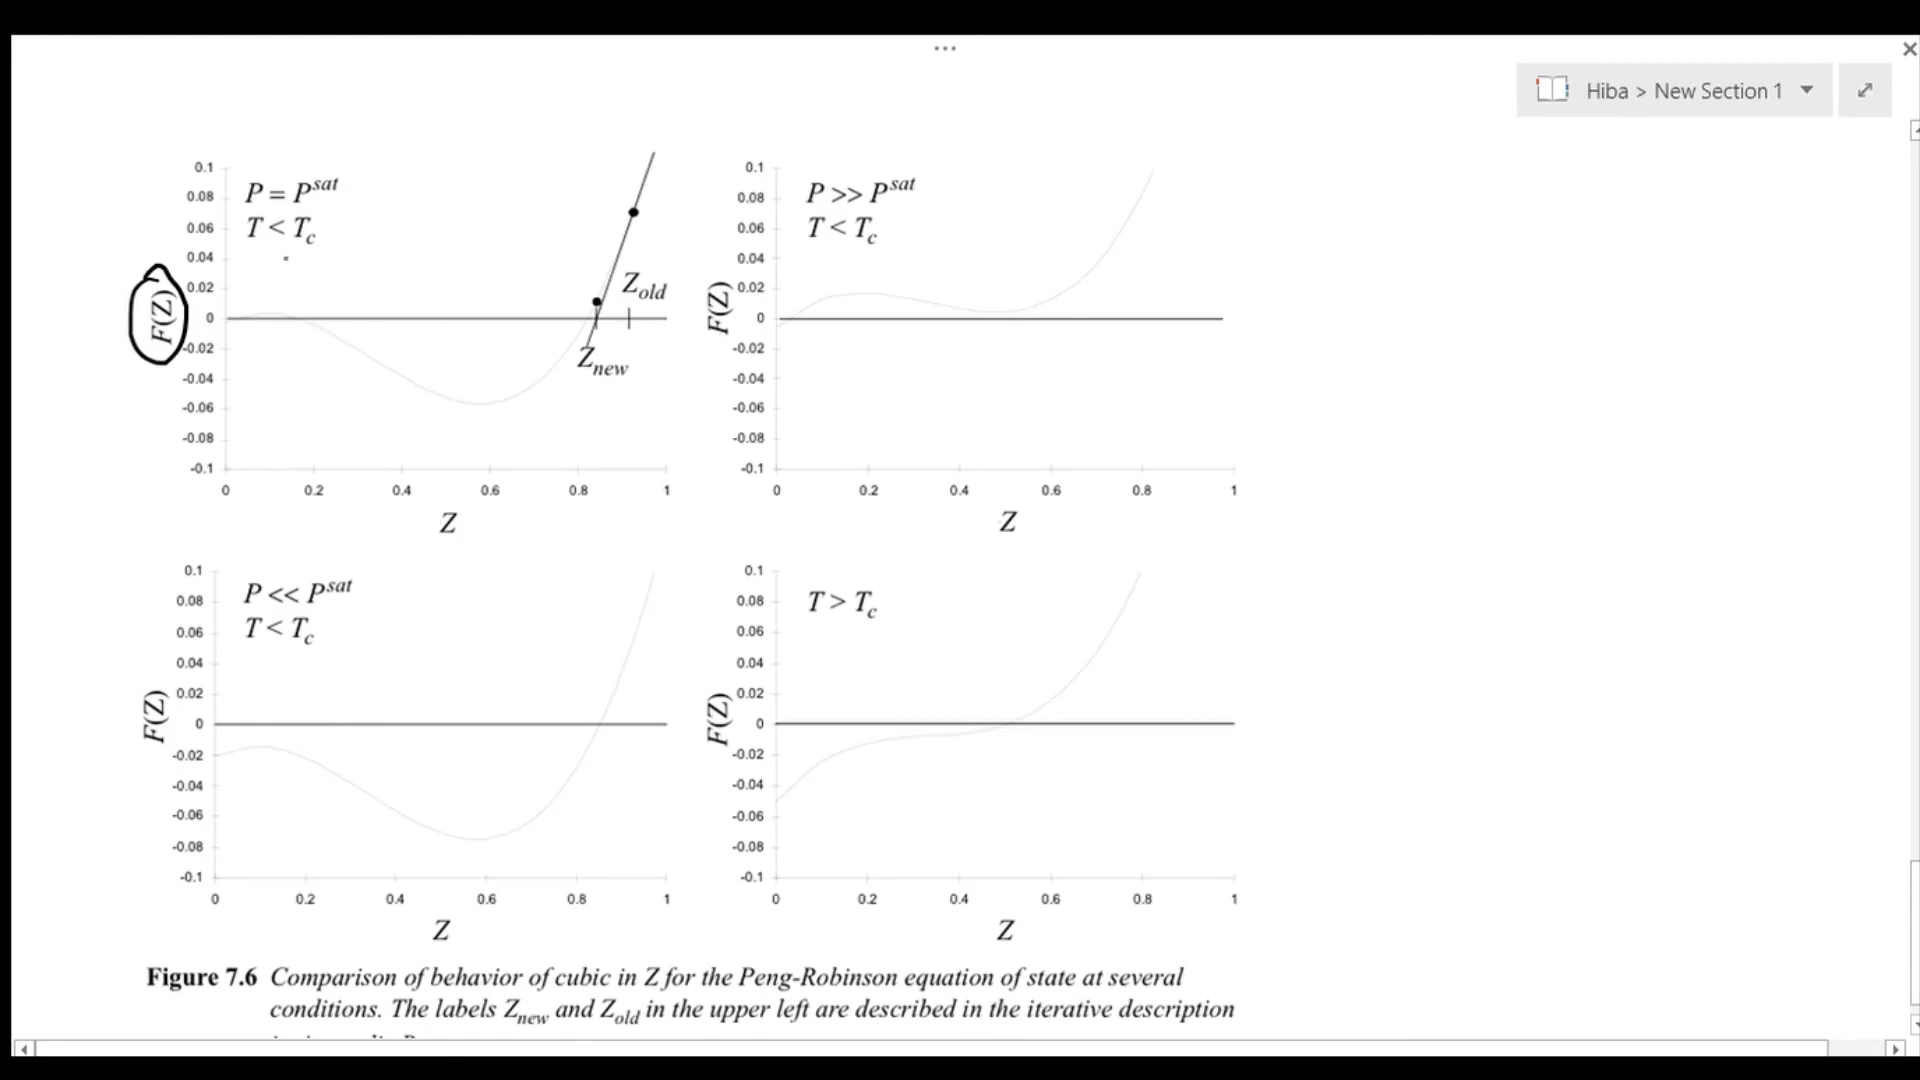 ...
Hiba > New Section 1
0.1
0.08
0.06
0.04
0.02
0
-0.02
-0.04
-0.06
-0.08
-0.1
F(Z)
P = P^sat
T < T_c
Z_old
Z_new
0 0.2 0.4 0.6 0.8 1
Z
0.1
0.08
0.06
0.04
0.02
0
-0.02
-0.04
-0.06
-0.08
-0.1
F(Z)
P >> P^sat
T < T_c
0 0.2 0.4 0.6 0.8 1
Z
0.1
0.08
0.06
0.04
0.02
0
-0.02
-0.04
-0.06
-0.08
-0.1
F(Z)
P << P^sat
T < T_c
0 0.2 0.4 0.6 0.8 1
Z
0.1
0.08
0.06
0.04
0.02
0
-0.02
-0.04
-0.06
-0.08
-0.1
F(Z)
T > T_c
0 0.2 0.4 0.6 0.8 1
Z
Figure 7.6 Comparison of behavior of cubic in Z for the Peng-Robinson equation of state at several
conditions. The labels Z_new and Z_old in the upper left are described in the iterative description